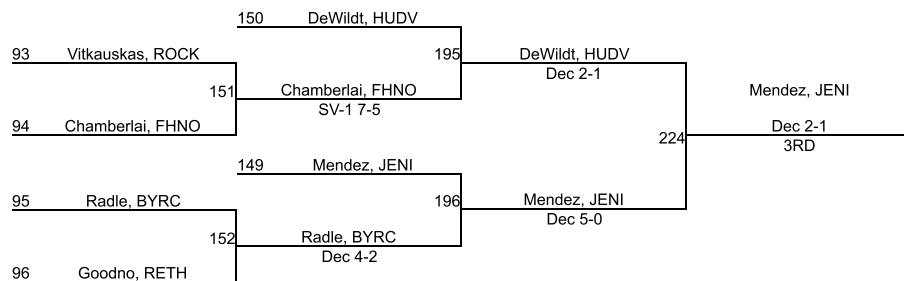 150 DeWildt, HUDV
93 Vitkauskas, ROCK
195 DeWildt, HUDV
Dec 2-1
151 Chamberlai, FHNO
SV-1 7-5
Mendez, JENI
94 Chamberlai, FHNO
224 Dec 2-1
3RD
149 Mendez, JENI
95 Radle, BYRC
196 Mendez, JENI
Dec 5-0
152 Radle, BYRC
Dec 4-2
96 Goodno, RETH